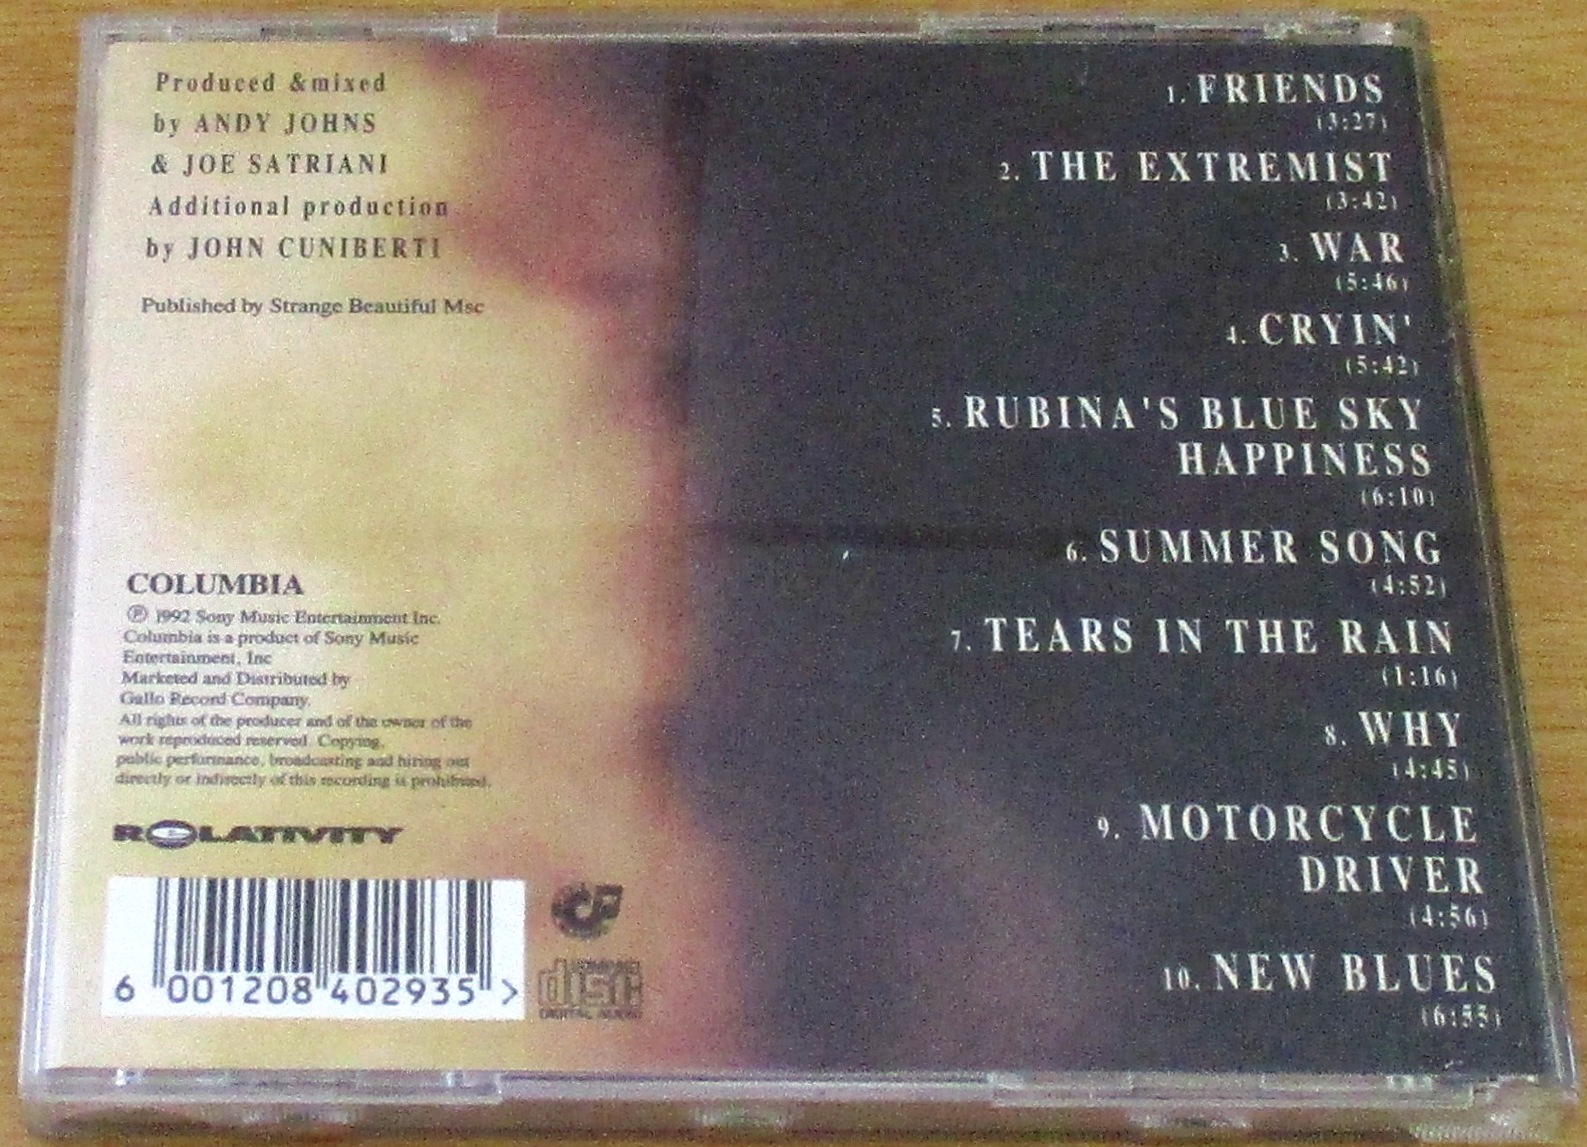 Produced & mixed
by ANDY JOHNS
& JOE SATRIANI
Additional production
by JOHN CUNIBERTI
Published by Strange Beautiful Msc
COLUMBIA
℗ 1992 Sony Music Entertainment Inc.
Columbia is a product of Sony Music
Entertainment, Inc
Marketed and Distributed by
Gallo Record Company.
All rights of the producer and of the owner of the
work reproduced reserved. Copying,
public performance, broadcasting and hiring out
directly or indirectly of this recording is prohibited.
RELATIVITY
6 001208 402935 >
COMPACT
disc
DIGITAL AUDIO
1. FRIENDS
(3:27)
2. THE EXTREMIST
(3:42)
3. WAR
(5:46)
4. CRYIN'
(5:42)
5. RUBINA'S BLUE SKY
HAPPINESS
(6:10)
6. SUMMER SONG
(4:52)
7. TEARS IN THE RAIN
(1:16)
8. WHY
(4:45)
9. MOTORCYCLE
DRIVER
(4:56)
10. NEW BLUES
(6:55)